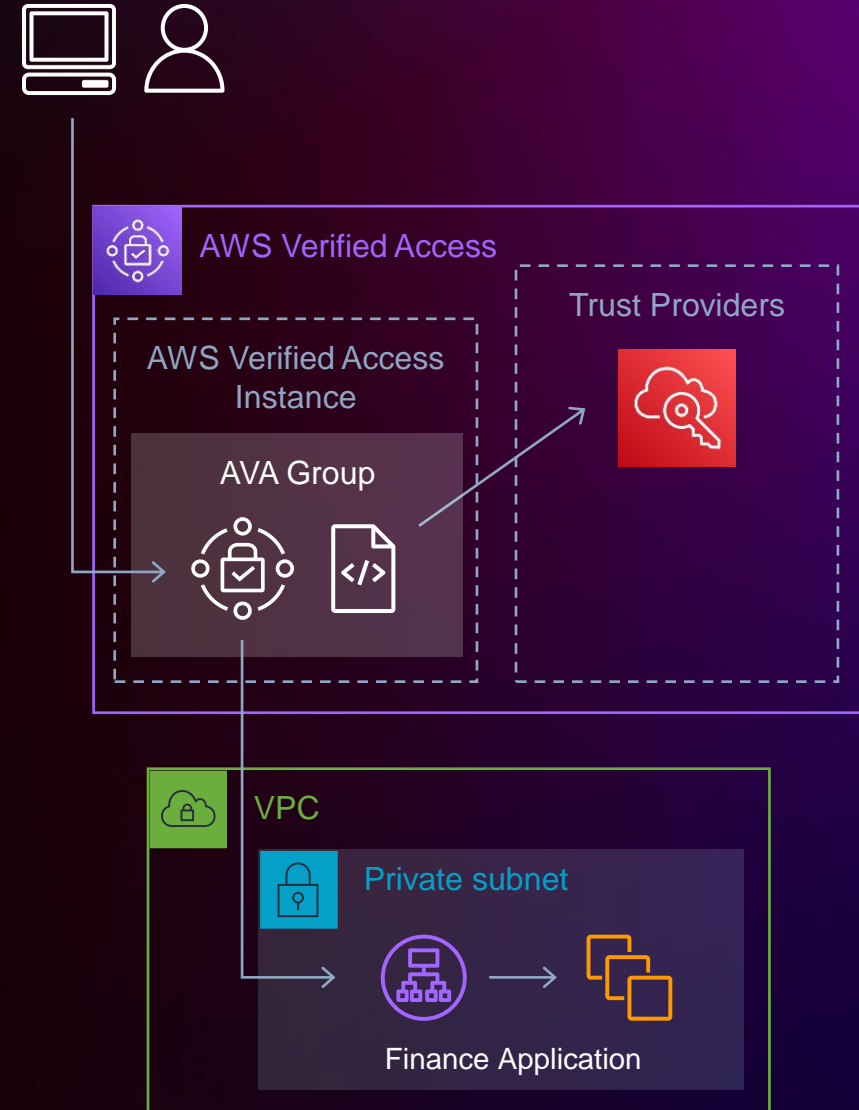 AWS Verified Access
Trust Providers
AWS Verified Access
Instance
AVA Group
</>
VPC
Private subnet
Finance Application